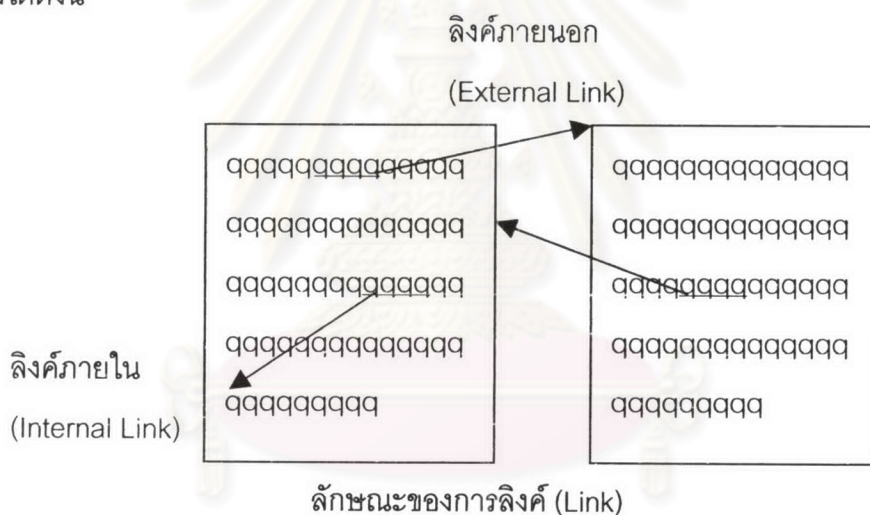 ลิงค์ภายนอก
(External Link)
qqqqqqqqqqqqqq
qqqqqqqqqqqqqq
qqqqqqqqqqqqqq
qqqqqqqqqqqqqq
qqqqqqqqq
qqqqqqqqqqqqqq
qqqqqqqqqqqqqq
qqqqqqqqqqqqqq
qqqqqqqqqqqqqq
qqqqqqqqq
ลิงค์ภายใน
(Internal Link)
ลักษณะของการลิงค์ (Link)